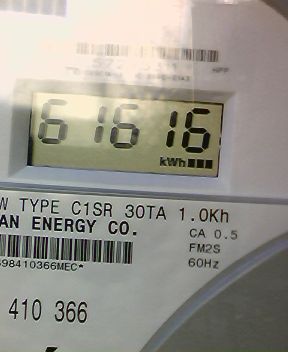 61616
kWh
W TYPE C1SR 30TA 1.0Kh
AN ENERGY CO.
CA 0.5
FM2S
60Hz
98410366MEC*
410 366